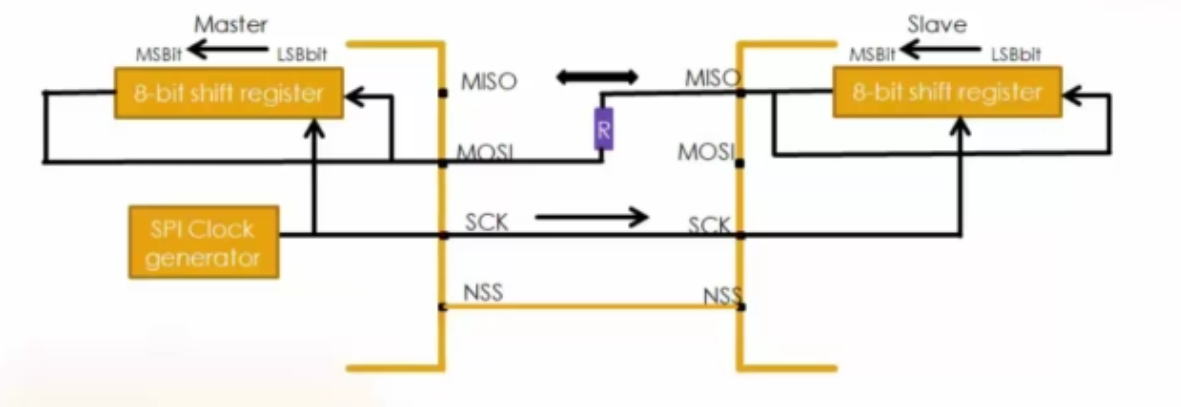 Master
MSBit LSBbit
8-bit shift register
MISO
MOSI
SCK
NSS
SPI Clock
generator
R
Slave
MSBit LSBbit
8-bit shift register
MISO
MOSI
SCK
NSS